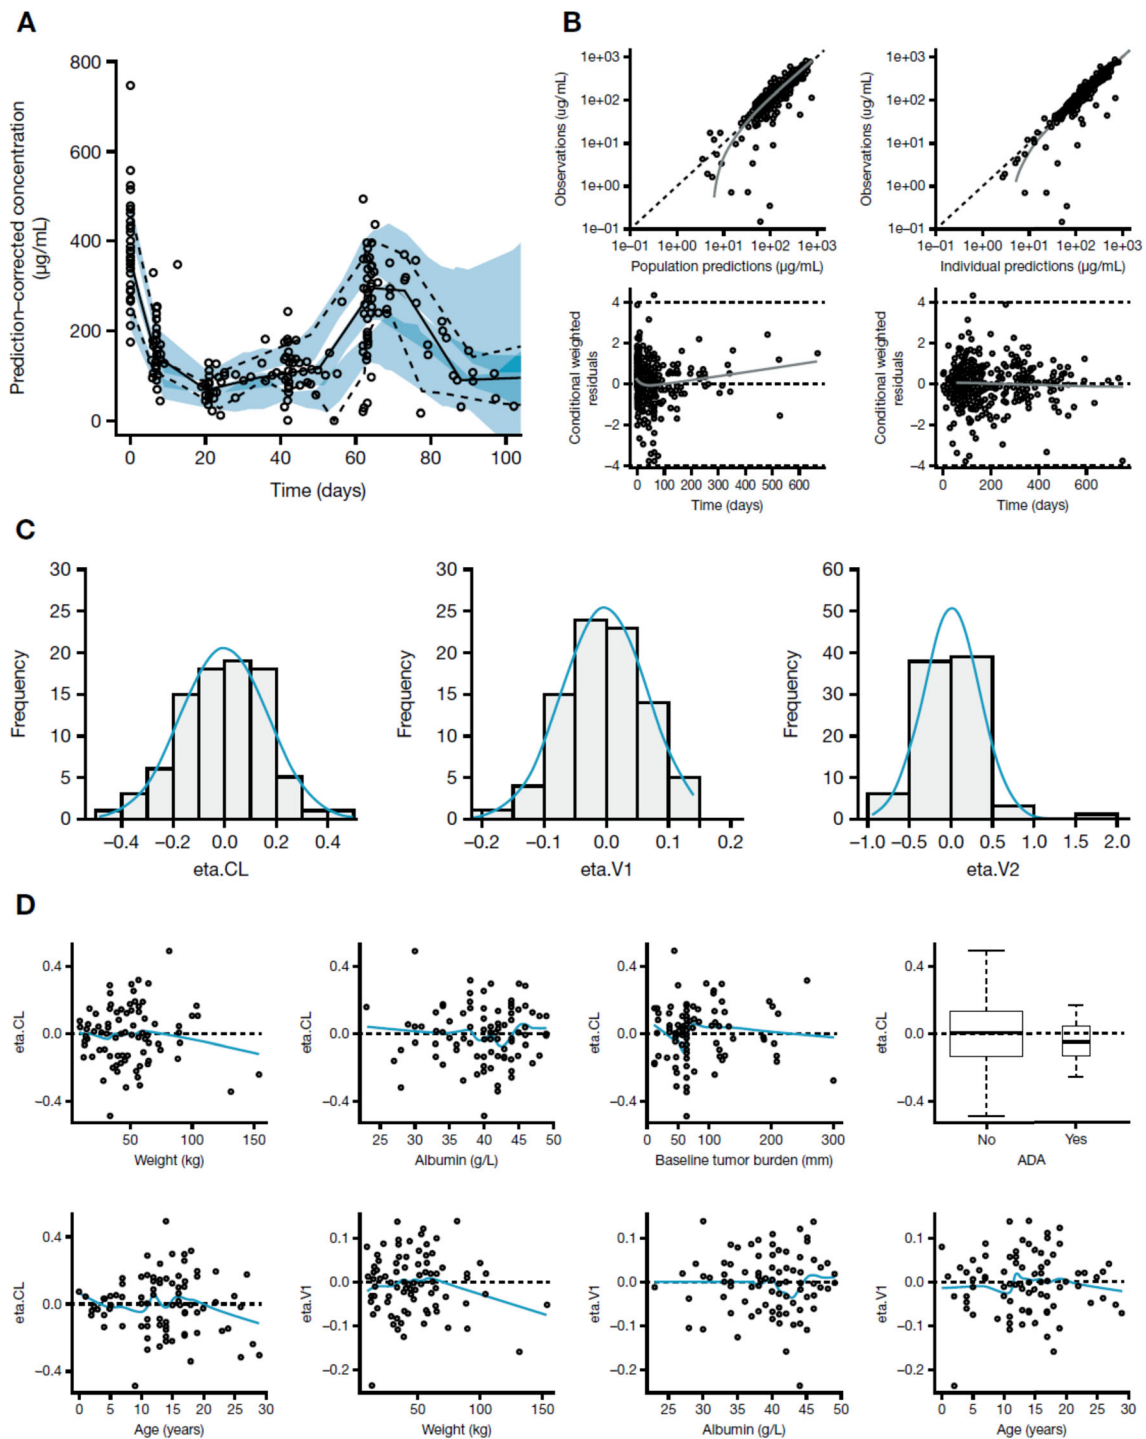 A
800
600
400
200
0
Prediction–corrected concentration
(µg/mL)
0 20 40 60 80 100
Time (days)
B
1e+03
1e+02
1e+01
1e+00
1e−01
Observations (ug/mL)
1e−01 1e+00 1e+01 1e+02 1e+03
Population predictions (µg/mL)
1e+03
1e+02
1e+01
1e+00
1e−01
Observations (ug/mL)
1e−01 1e+00 1e+01 1e+02 1e+03
Individual predictions (µg/mL)
4
2
0
−2
−4
Conditional weighted
residuals
0 100 200 300 400 500 600
Time (days)
4
2
0
−2
−4
Conditional weighted
residuals
0 200 400 600
Time (days)
C
30
25
20
15
10
5
0
Frequency
−0.4 −0.2 0.0 0.2 0.4
eta.CL
30
25
20
15
10
5
0
Frequency
−0.2 −0.1 0.0 0.1 0.2
eta.V1
60
50
40
30
20
10
0
Frequency
−1.0 −0.5 0.0 0.5 1.0 1.5 2.0
eta.V2
D
0.4
0.0
−0.4
eta.CL
50 100 150
Weight (kg)
0.4
0.0
−0.4
eta.CL
25 30 35 40 45 50
Albumin (g/L)
0.4
0.0
−0.4
eta.CL
0 50 100 200 300
Baseline tumor burden (mm)
0.4
0.0
−0.4
eta.CL
No Yes
ADA
0.4
0.0
−0.4
eta.CL
0 5 10 15 20 25 30
Age (years)
0.1
0.0
−0.1
−0.2
eta.V1
50 100 150
Weight (kg)
0.1
0.0
−0.1
−0.2
eta.V1
25 30 35 40 45 50
Albumin (g/L)
0.1
0.0
−0.1
−0.2
eta.V1
0 5 10 15 20 25 30
Age (years)